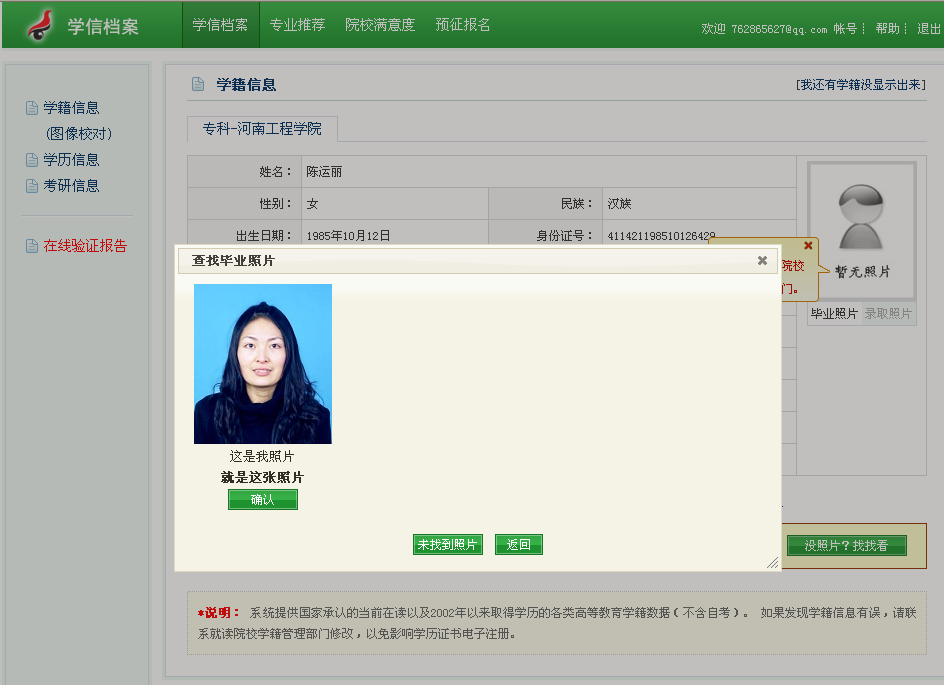 学信档案 学信档案 专业推荐 院校满意度 预征报名 欢迎 762865627@qq.com 帐号 帮助 退出
学籍信息 [我还有学籍没显示出来]
学籍信息
(图像校对)
学历信息
考研信息
在线验证报告
专科-河南工程学院
姓名： 陈运丽
性别： 女 民族： 汉族
出生日期： 1985年10月12日 身份证号： 411421198510126429
院校
门。
暂无照片
毕业照片 录取照片
查找毕业照片
这是我照片
就是这张照片
确认
未找到照片 返回
没照片？找找看
*说明： 系统提供国家承认的当前在读以及2002年以来取得学历的各类高等教育学籍数据（不含自考）。 如果发现学籍信息有误，请联
系就读院校学籍管理部门修改，以免影响学历证书电子注册。